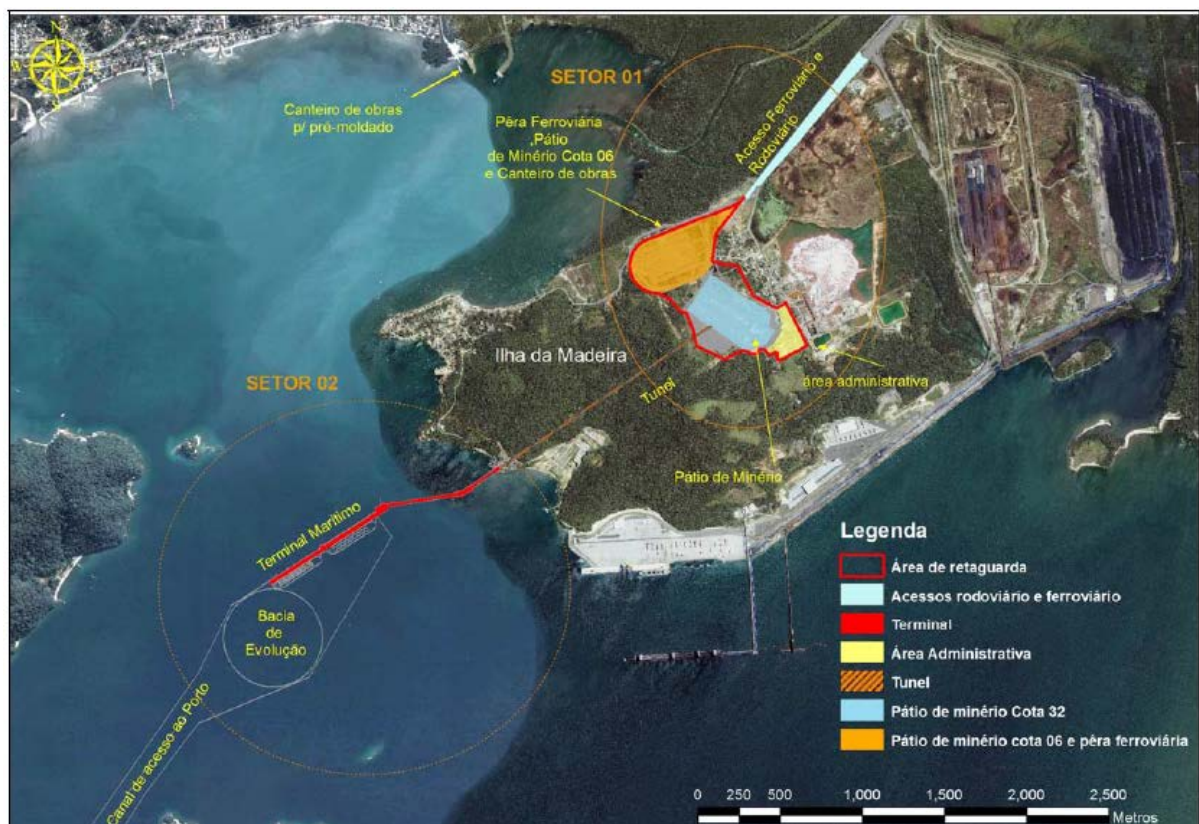 N
SETOR 01
Canteiro de obras
p/ pré-moldado
Pêra Ferroviária
,Pátio
de Minério Cota 06
e Canteiro de obras
Acesso Ferroviário e
Rodoviário
Ilha da Madeira
SETOR 02
Tunel
área administrativa
Pátio de Minério
Terminal Marítimo
Bacia
de
Evolução
Canal de acesso ao Porto
Legenda
Área de retaguarda
Acessos rodoviário e ferroviário
Terminal
Área Administrativa
Tunel
Pátio de minério Cota 32
Pátio de minério cota 06 e pêra ferroviária
0 250 500 1,000 1,500 2,000 2,500
Metros